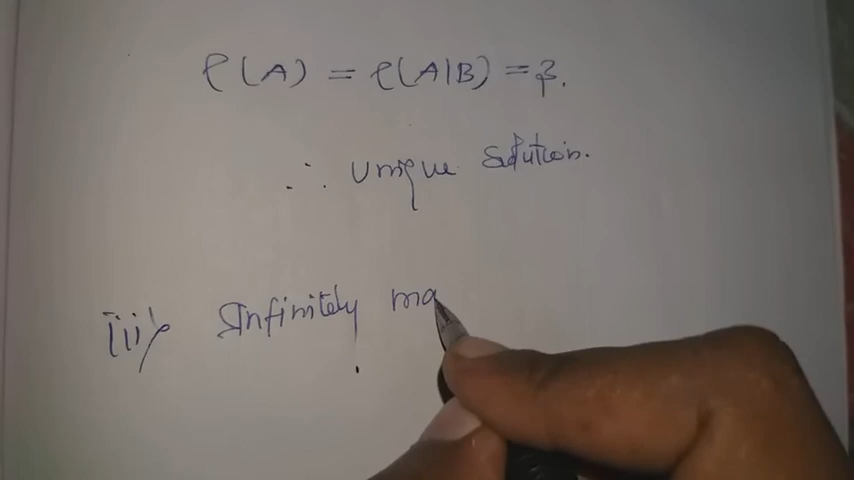 ρ(A) = ρ(A|B) = 3.
∴ Unique Solution.
iii) Infinitely ma